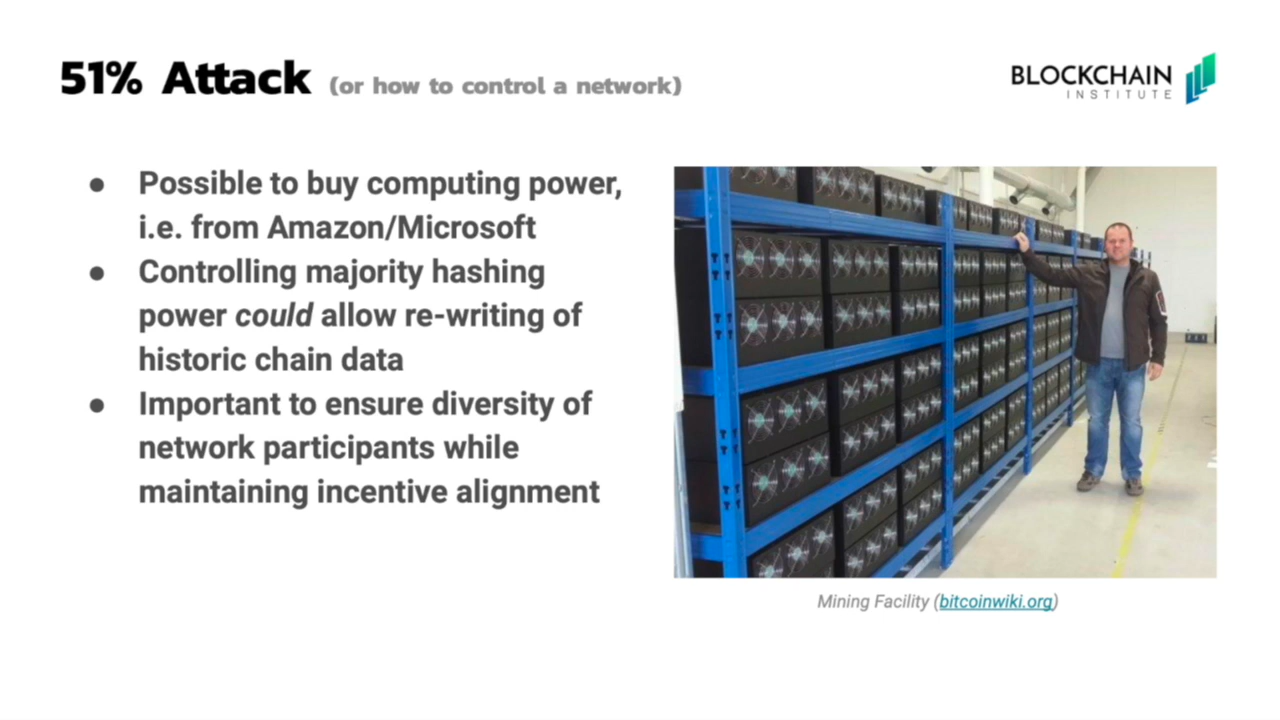 51% Attack (or how to control a network)
BLOCKCHAIN
INSTITUTE
● Possible to buy computing power,
i.e. from Amazon/Microsoft
● Controlling majority hashing
power could allow re-writing of
historic chain data
● Important to ensure diversity of
network participants while
maintaining incentive alignment
Mining Facility (bitcoinwiki.org)